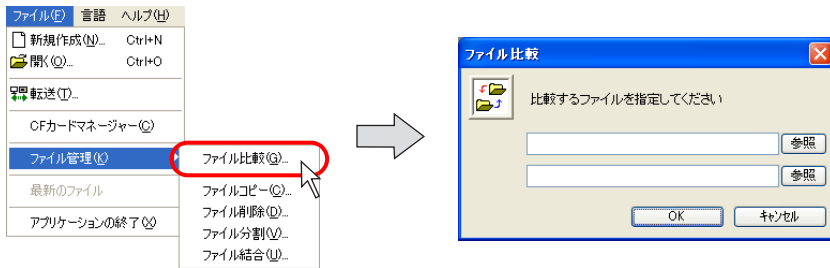 ファイル(F) 言語 ヘルプ(H)
新規作成(N)... Ctrl+N
開く(O)... Ctrl+O
転送(T)...
CFカードマネージャー(C)
ファイル管理(K)
最新のファイル
アプリケーションの終了(X)
ファイル比較(G)...
ファイルコピー(C)...
ファイル削除(D)...
ファイル分割(V)...
ファイル結合(U)...
ファイル比較
比較するファイルを指定してください
参照
参照
OK キャンセル